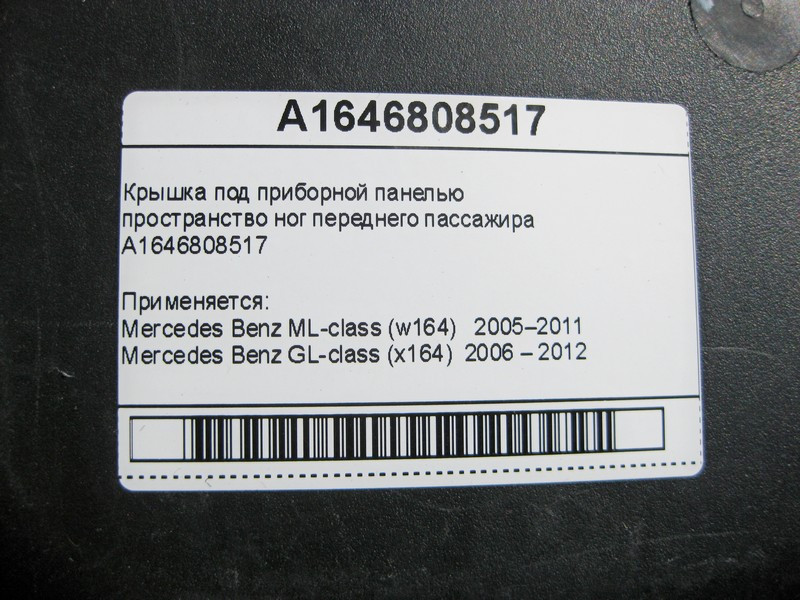 A1646808517
Крышка под приборной панелью
пространство ног переднего пассажира
A1646808517
Применяется:
Mercedes Benz ML-class (w164) 2005–2011
Mercedes Benz GL-class (x164) 2006 – 2012